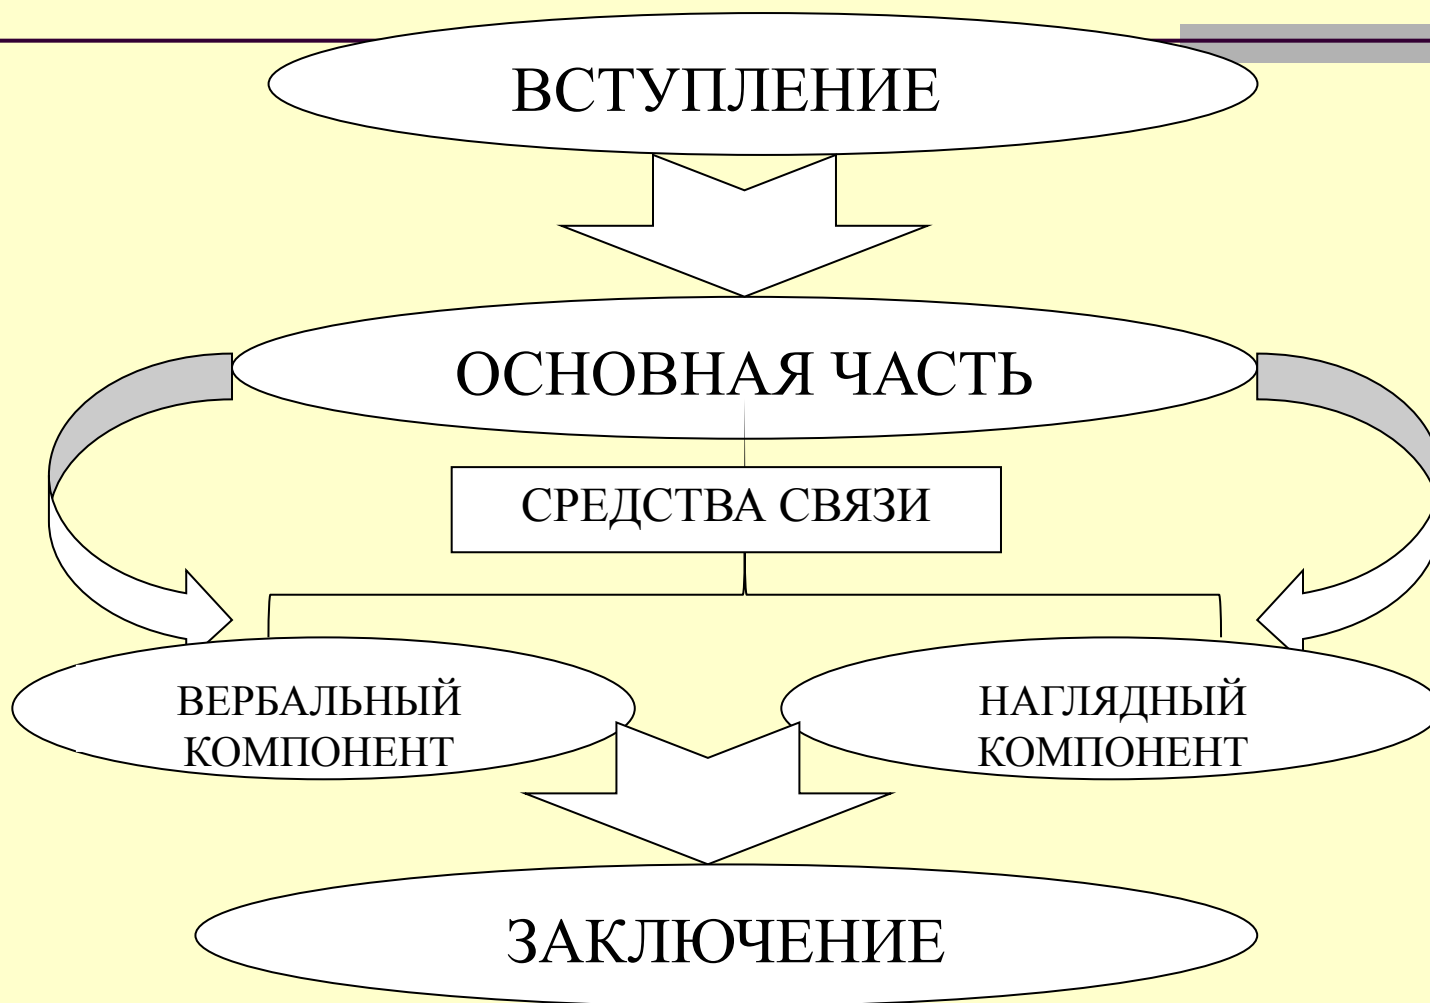 ВСТУПЛЕНИЕ
ОСНОВНАЯ ЧАСТЬ
СРЕДСТВА СВЯЗИ
ВЕРБАЛЬНЫЙ
КОМПОНЕНТ
НАГЛЯДНЫЙ
КОМПОНЕНТ
ЗАКЛЮЧЕНИЕ